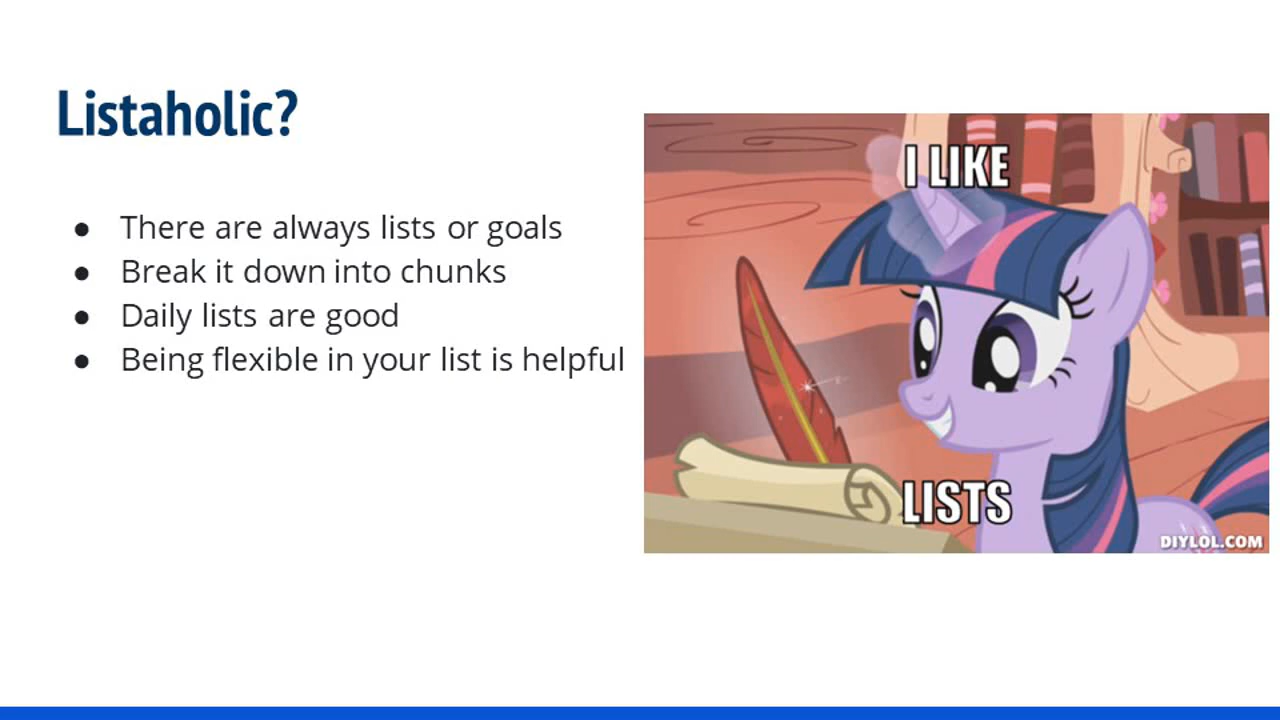 Listaholic?
● There are always lists or goals
● Break it down into chunks
● Daily lists are good
● Being flexible in your list is helpful
I LIKE
LISTS
DIYLOL.COM